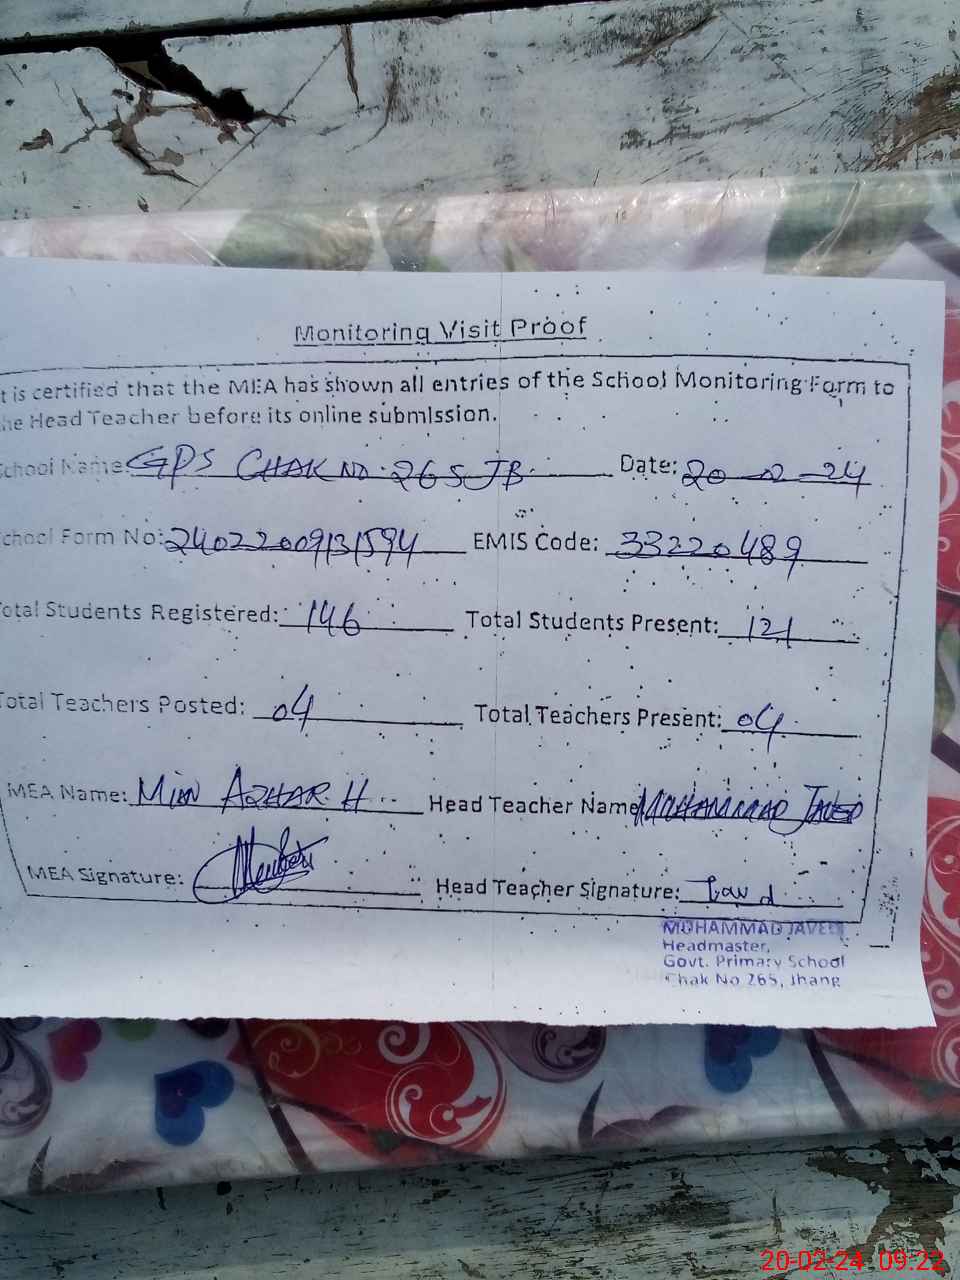 Monitoring Visit Proof
t is certified that the MEA has shown all entries of the School Monitoring Form to
he Head Teacher before its online submission.
chool Name: GPS CHAK NO. 265 JB. Date: 20-02-24
chool Form No: 24022009131594 EMIS Code: 33220489
otal Students Registered: 146 Total Students Present: 121
otal Teachers Posted: 04 Total Teachers Present: 04
MEA Name: MIAN AZHAR H Head Teacher Name MUHAMMAD JAVED
MEA Signature: Head Teacher Signature:
MUHAMMAD JAVED
Headmaster,
Govt. Primary School
Chak No 265, Jhang
20-02-24 09:22